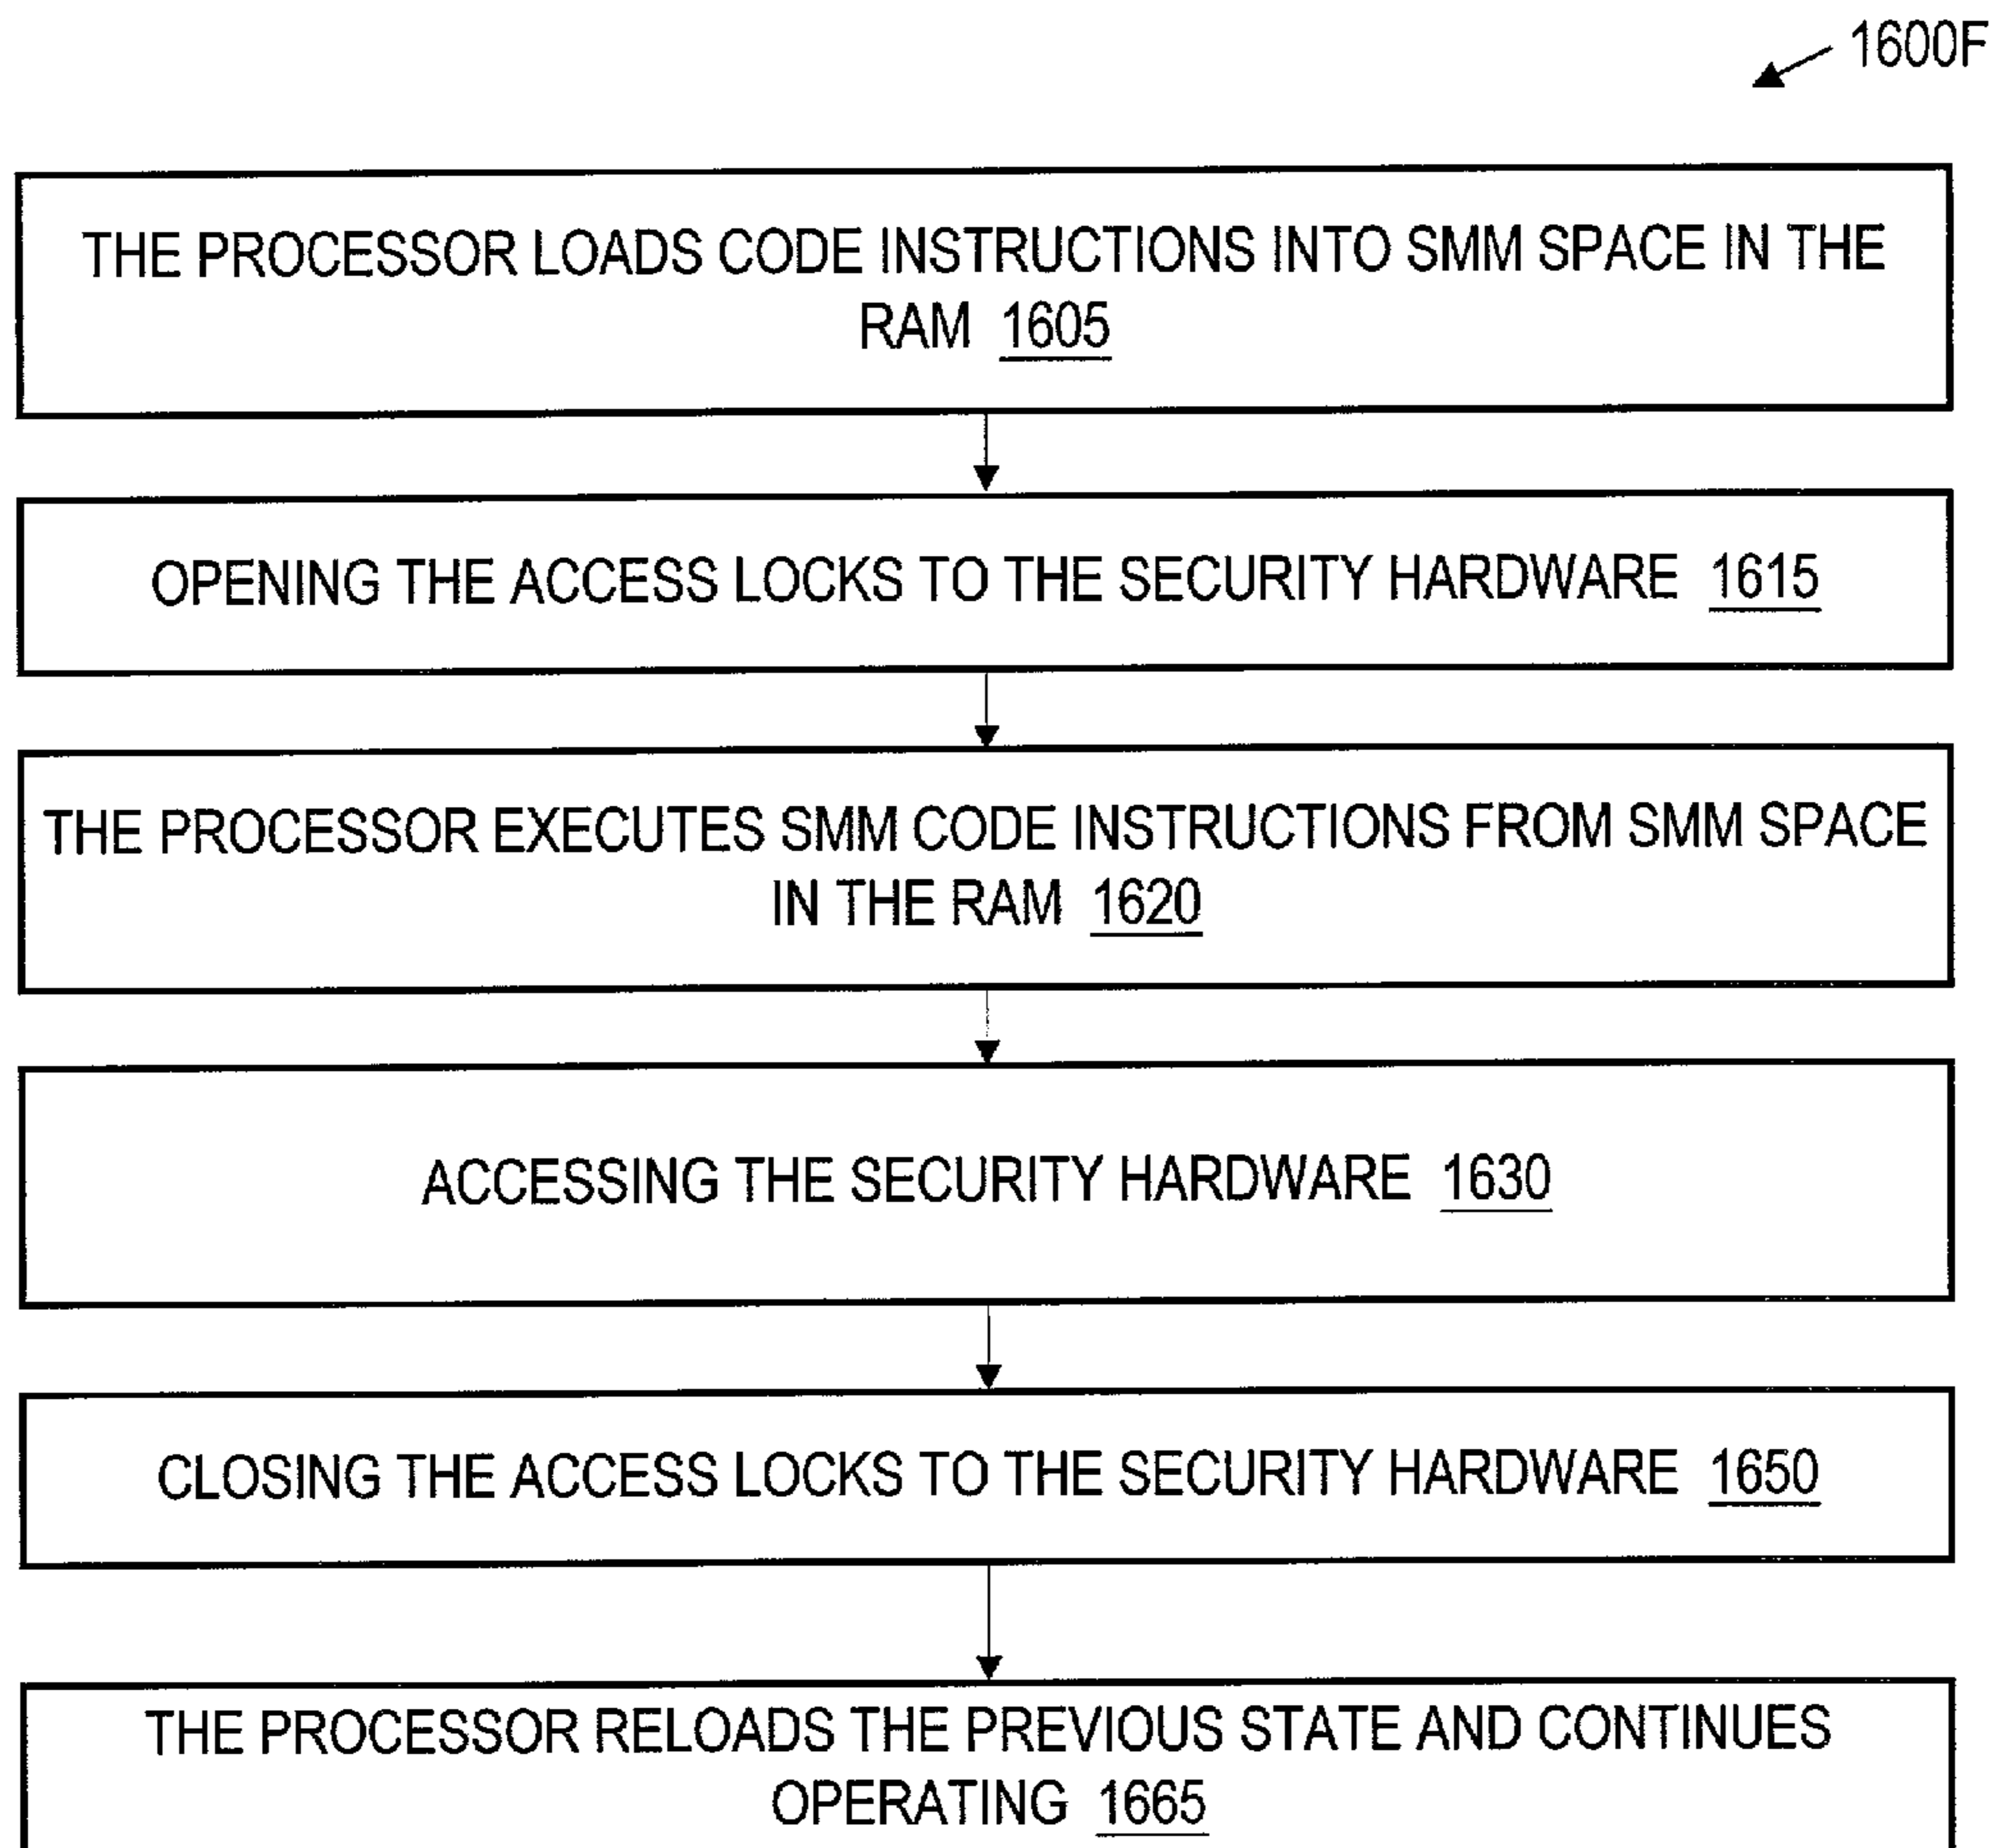 1600F
THE PROCESSOR LOADS CODE INSTRUCTIONS INTO SMM SPACE IN THE
RAM 1605
OPENING THE ACCESS LOCKS TO THE SECURITY HARDWARE 1615
THE PROCESSOR EXECUTES SMM CODE INSTRUCTIONS FROM SMM SPACE
IN THE RAM 1620
ACCESSING THE SECURITY HARDWARE 1630
CLOSING THE ACCESS LOCKS TO THE SECURITY HARDWARE 1650
THE PROCESSOR RELOADS THE PREVIOUS STATE AND CONTINUES
OPERATING 1665